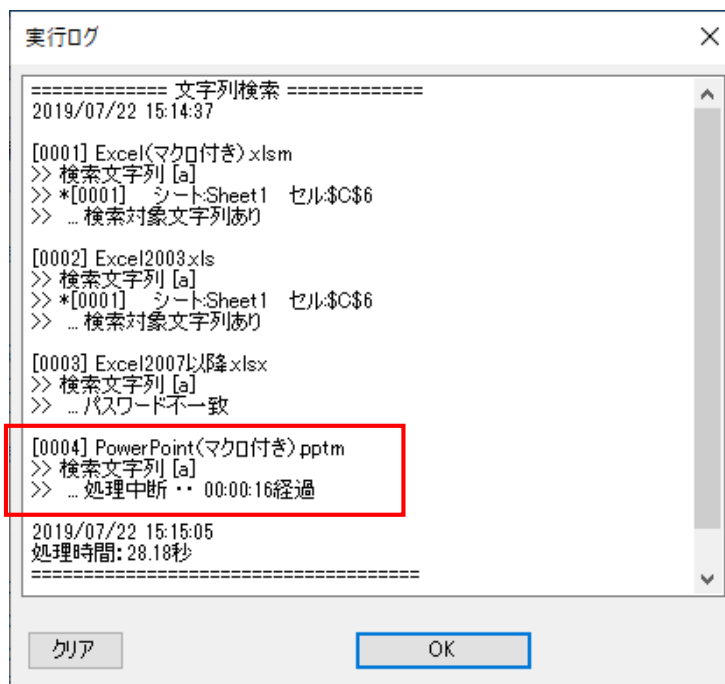 実行ログ
============= 文字列検索 =============
2019/07/22 15:14:37
[0001] Excel(マクロ付き).xlsm
>> 検索文字列 [a]
>> *[0001]　シート:Sheet1　セル:$C$6
>> ... 検索対象文字列あり
[0002] Excel2003.xls
>> 検索文字列 [a]
>> *[0001]　シート:Sheet1　セル:$C$6
>> ... 検索対象文字列あり
[0003] Excel2007以降.xlsx
>> 検索文字列 [a]
>> ... パスワード不一致
[0004] PowerPoint(マクロ付き).pptm
>> 検索文字列 [a]
>> ... 処理中断 ・・ 00:00:16経過
2019/07/22 15:15:05
処理時間: 28.18秒
=====================================
クリア OK